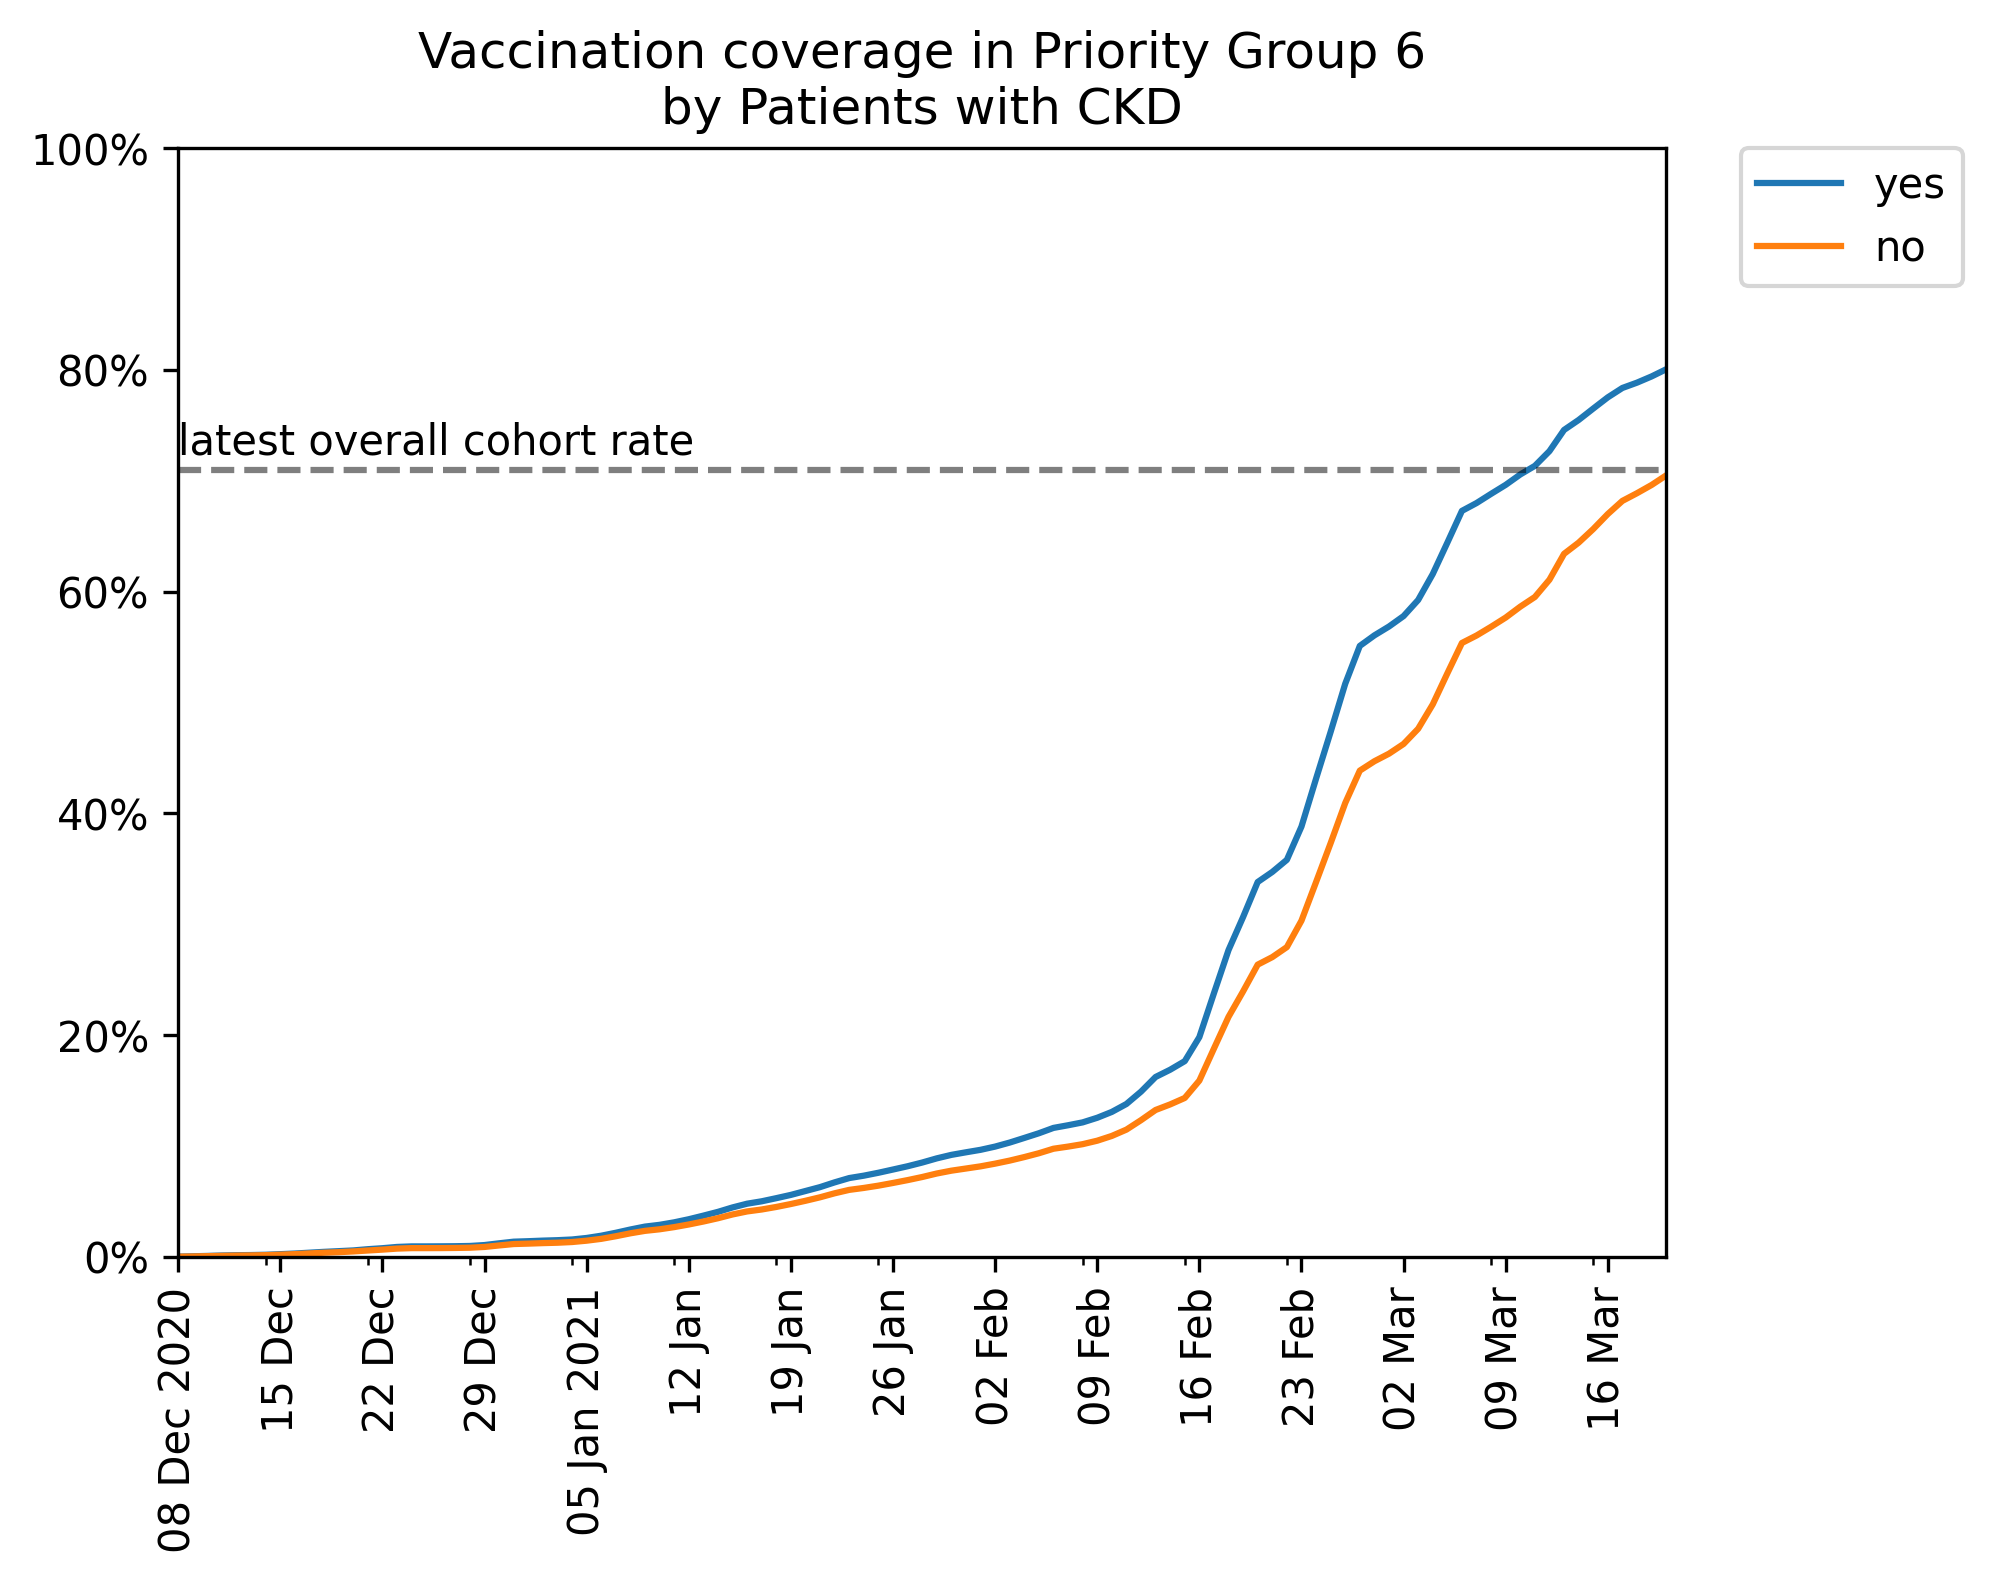 Vaccination coverage in Priority Group 6
by Patients with CKD
100%
80%
60%
40%
20%
0%
latest overall cohort rate
yes
no
08 Dec 2020
15 Dec
22 Dec
29 Dec
05 Jan 2021
12 Jan
19 Jan
26 Jan
02 Feb
09 Feb
16 Feb
23 Feb
02 Mar
09 Mar
16 Mar